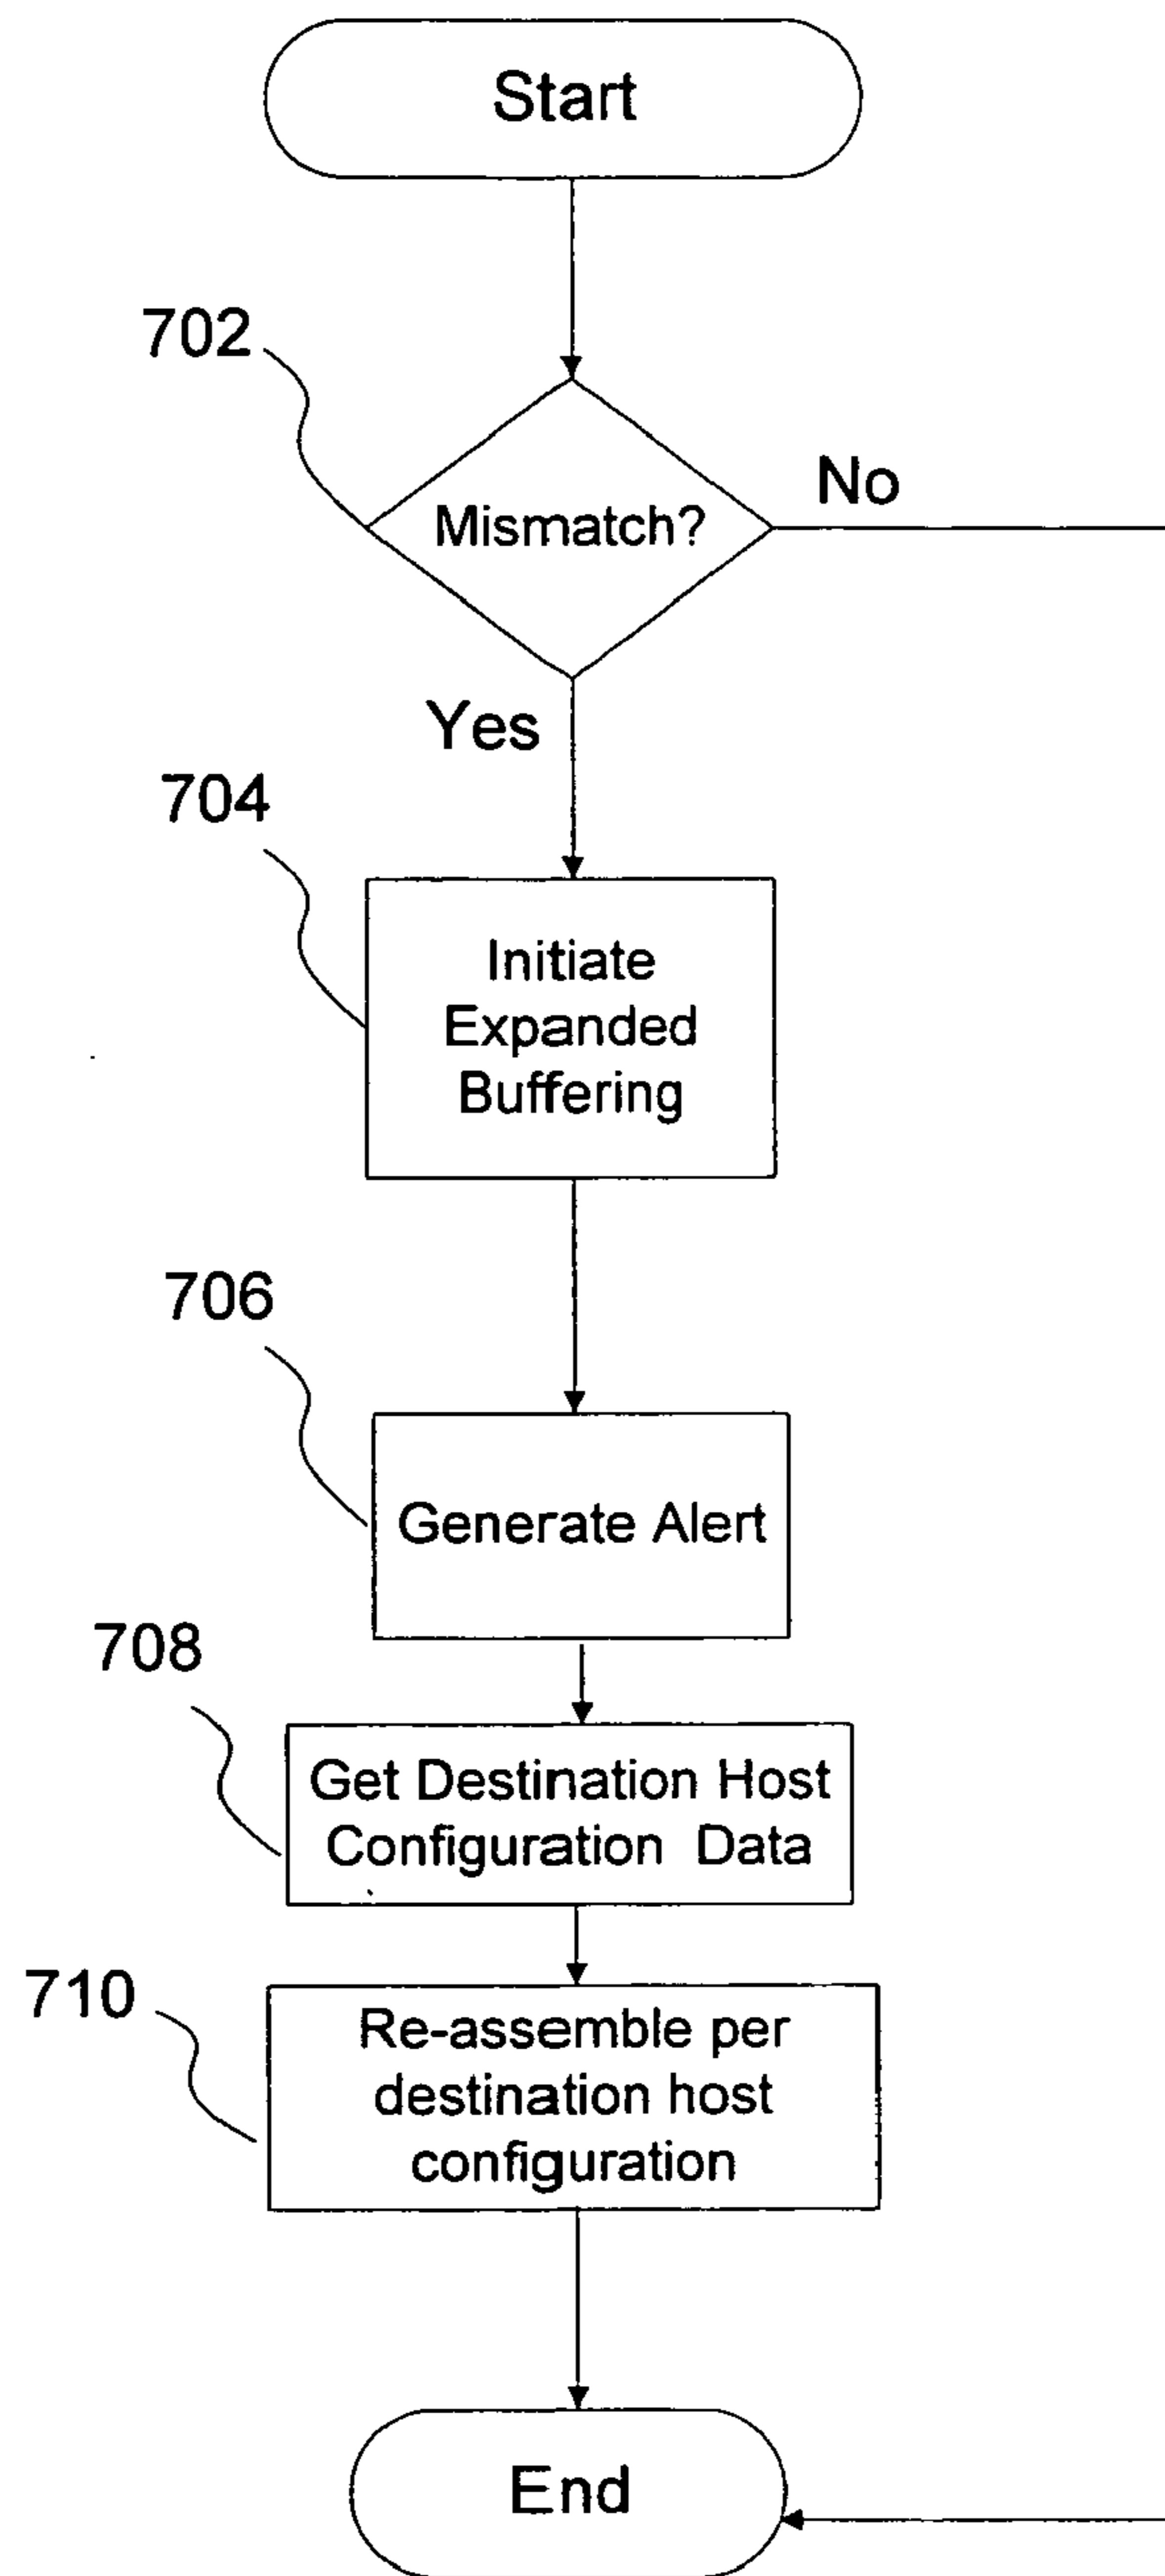 Start
702
Mismatch?
No
Yes
704
Initiate
Expanded
Buffering
706
Generate Alert
708
Get Destination Host
Configuration Data
710
Re-assemble per
destination host
configuration
End